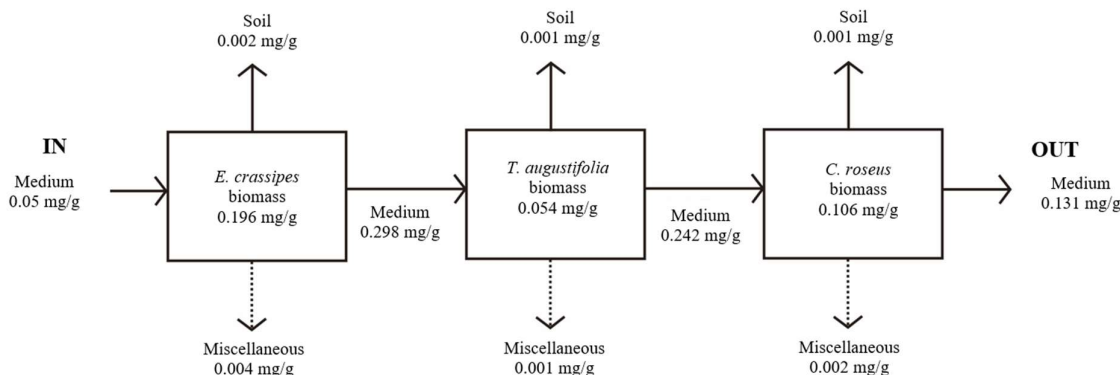 Soil
0.002 mg/g
Soil
0.001 mg/g
Soil
0.001 mg/g
IN
Medium
0.05 mg/g
E. crassipes
biomass
0.196 mg/g
Medium
0.298 mg/g
T. augustifolia
biomass
0.054 mg/g
Medium
0.242 mg/g
C. roseus
biomass
0.106 mg/g
OUT
Medium
0.131 mg/g
Miscellaneous
0.004 mg/g
Miscellaneous
0.001 mg/g
Miscellaneous
0.002 mg/g